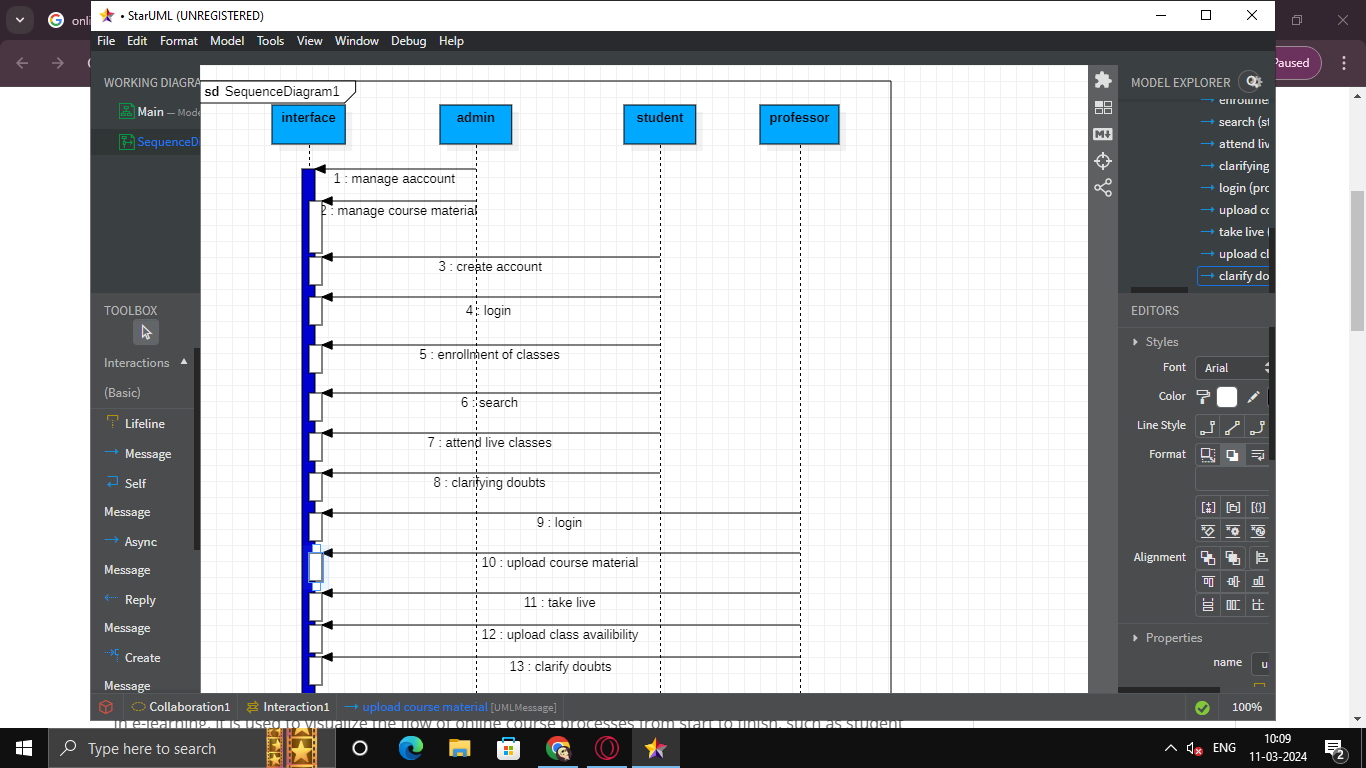 onli
• StarUML (UNREGISTERED)
File Edit Format Model Tools View Window Debug Help
Paused
WORKING DIAGRA
Main — Mode
SequenceD
TOOLBOX
Interactions
(Basic)
Lifeline
Message
Self
Message
Async
Message
Reply
Message
Create
Message
sd SequenceDiagram1
interface admin student professor
1 : manage aaccount
2 : manage course material
3 : create account
4 : login
5 : enrollment of classes
6 : search
7 : attend live classes
8 : clarifying doubts
9 : login
10 : upload course material
11 : take live
12 : upload class availibility
13 : clarify doubts
MODEL EXPLORER
enrollme
search (st
attend liv
clarifying
login (pro
upload co
take live (
upload cl
clarify do
EDITORS
Styles
Font Arial
Color
Line Style
Format
Alignment
Properties
name u
Collaboration1 Interaction1 upload course material [UMLMessage] 100%
in e-learning, it is used to visualize the flow of online course processes from start to finish, such as student
Type here to search
ENG
10:09
11-03-2024
2